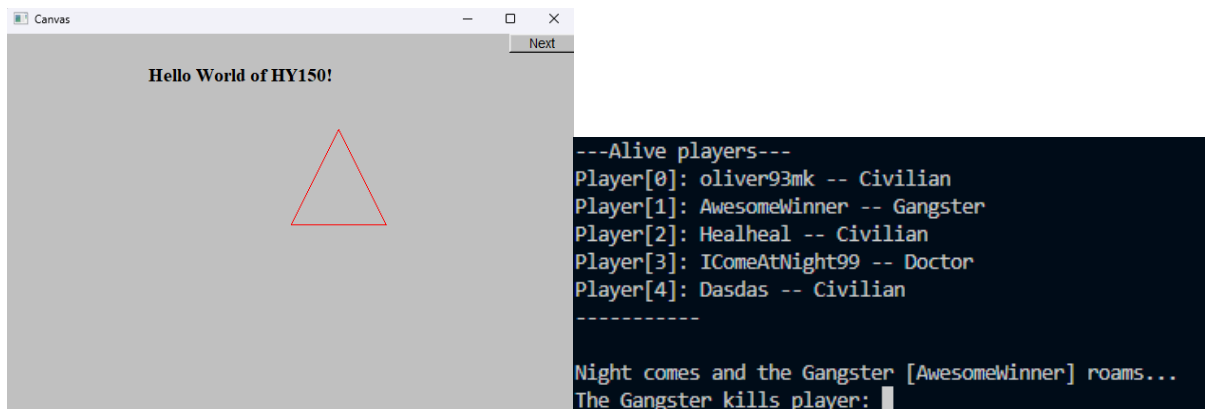 Canvas
Next
Hello World of HY150!
---Alive players---
Player[0]: oliver93mk -- Civilian
Player[1]: AwesomeWinner -- Gangster
Player[2]: Healheal -- Civilian
Player[3]: IComeAtNight99 -- Doctor
Player[4]: Dasdas -- Civilian
-----------
Night comes and the Gangster [AwesomeWinner] roams...
The Gangster kills player: